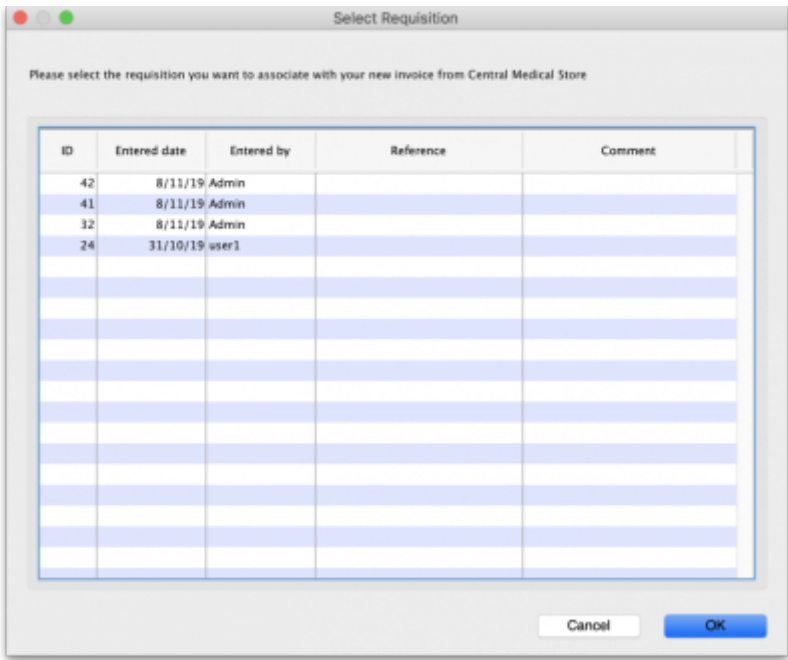 Select Requisition
Please select the requisition you want to associate with your new invoice from Central Medical Store
ID Entered date Entered by Reference Comment
42 8/11/19 Admin
41 8/11/19 Admin
32 8/11/19 Admin
24 31/10/19 user1
Cancel OK